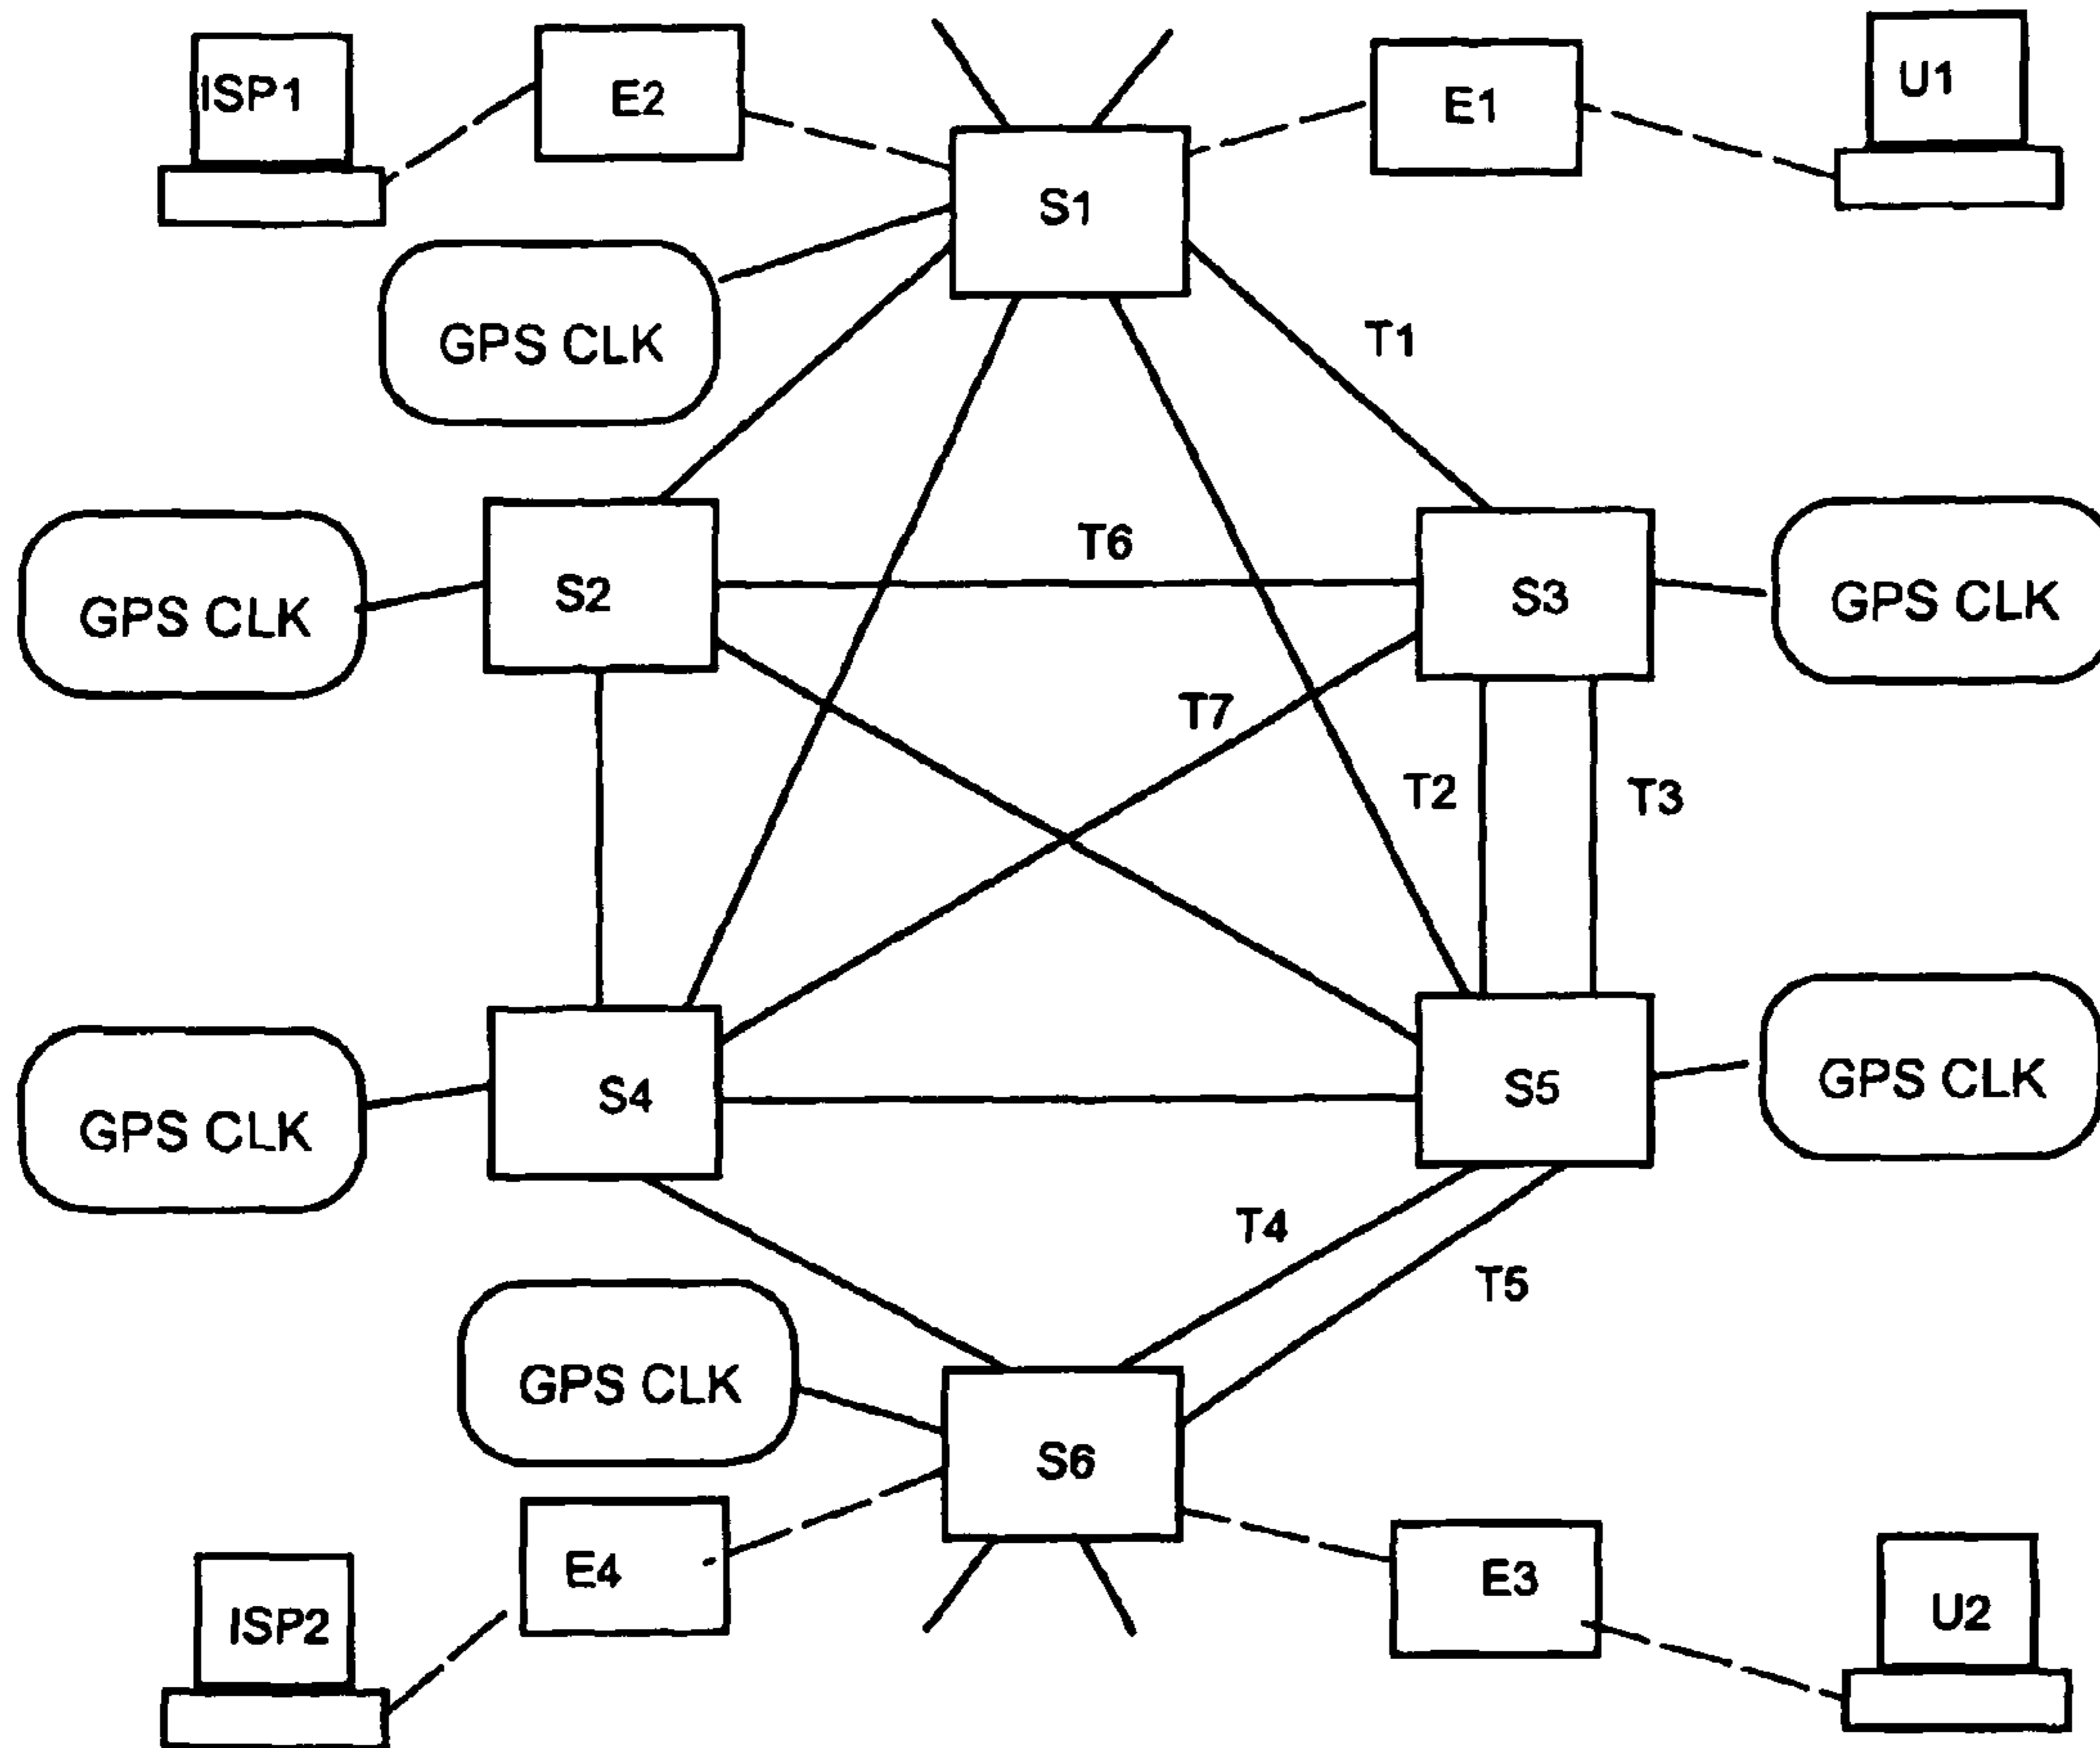 ISP1
E2
E1
U1
S1
GPS CLK
T1
GPS CLK
S2
T6
S3
GPS CLK
T7
T2
T3
GPS CLK
S4
S5
GPS CLK
T4
T5
GPS CLK
S6
ISP2
E4
E3
U2